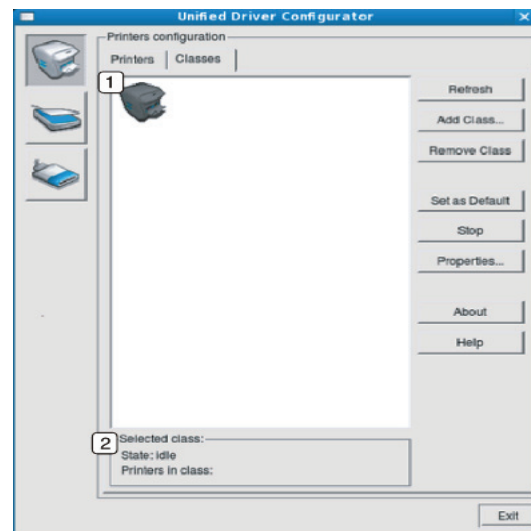 Unified Driver Configurator
Printers configuration
Printers
Classes
1
Refresh
Add Class...
Remove Class
Set as Default
Stop
Properties...
About
Help
2
Selected class:
State: idle
Printers in class:
Exit